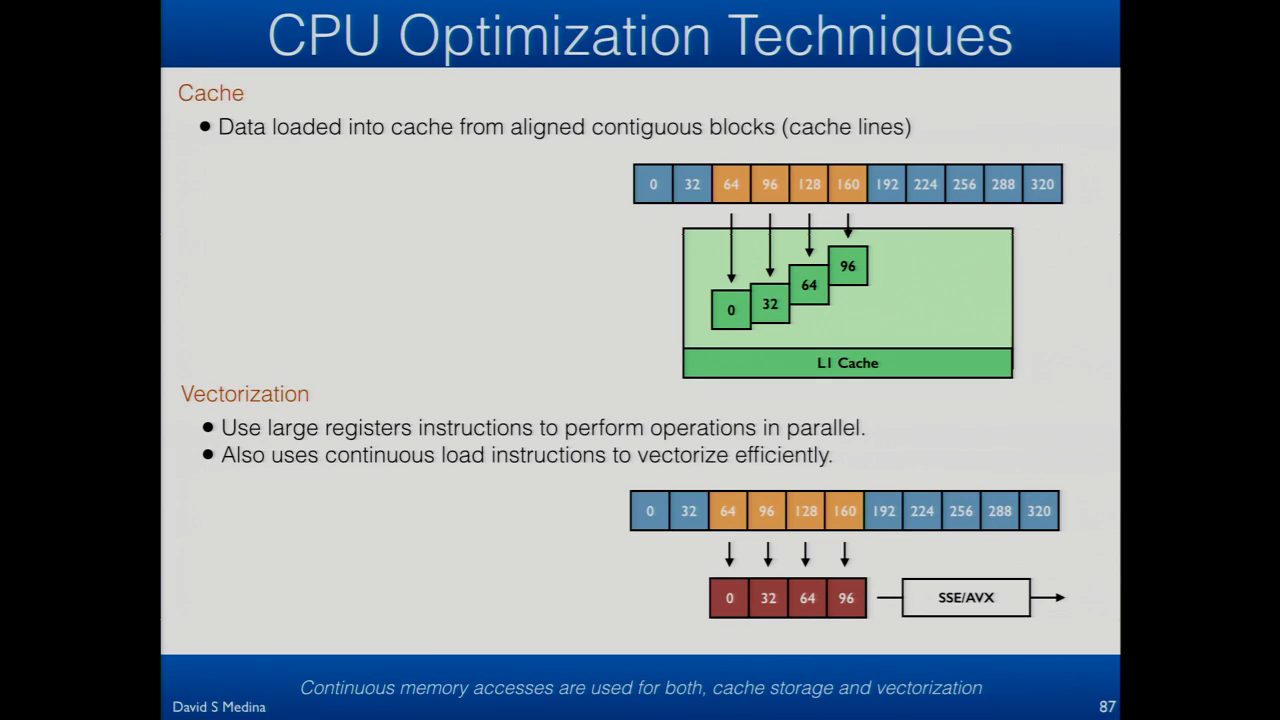 CPU Optimization Techniques
Cache
● Data loaded into cache from aligned contiguous blocks (cache lines)
0 32 64 96 128 160 192 224 256 288 320
0 32 64 96
L1 Cache
Vectorization
● Use large registers instructions to perform operations in parallel.
● Also uses continuous load instructions to vectorize efficiently.
0 32 64 96 128 160 192 224 256 288 320
0 32 64 96 SSE/AVX
Continuous memory accesses are used for both, cache storage and vectorization
David S Medina 87